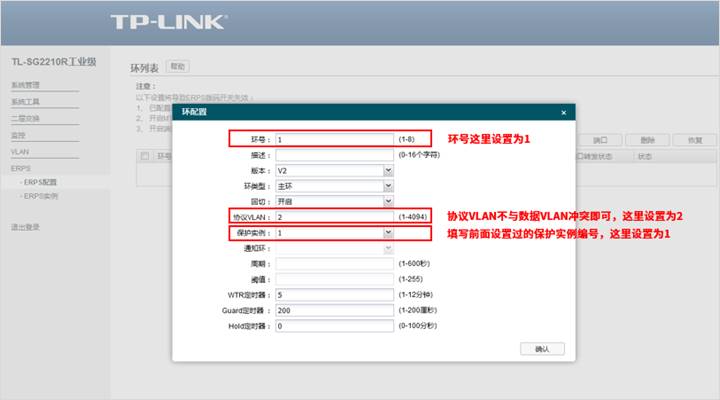 TP-LINK®
TL-SG2210R工业级
系统管理
系统工具
二层交换
监控
VLAN
ERPS
· ERPS配置
· ERPS实例
退出登录
环列表 帮助
注意：
以下设置将导致ERPS拨码开关失效：
1、 已配置
2、 开启M
3、 开启
端口 删除 恢复
环号
口转发状态 状态
环配置 ×
环号： 1 (1-8) 环号这里设置为1
描述： (0-16个字符)
版本： V2
环类型： 主环
回切： 开启
协议VLAN： 2 (1-4094) 协议VLAN不与数据VLAN冲突即可，这里设置为2
保护实例： 1 填写前面设置过的保护实例编号，这里设置为1
通知环：
周期： (1-600秒)
阈值： (1-255)
WTR定时器： 5 (1-12分钟)
Guard定时器： 200 (1-200厘秒)
Hold定时器： 0 (0-100分秒)
确认